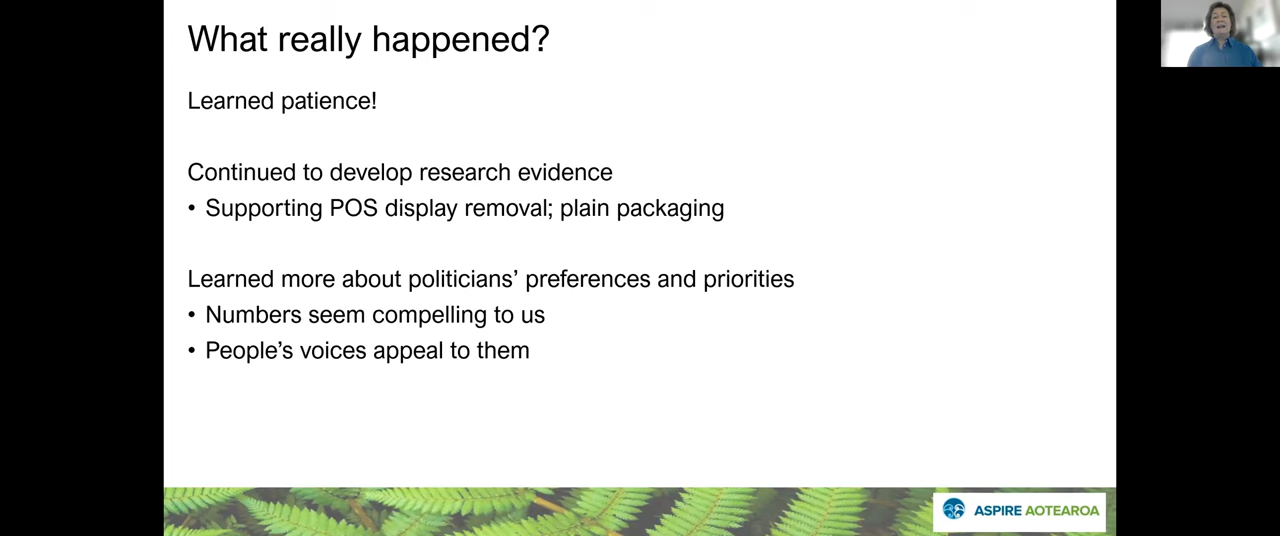 What really happened?
Learned patience!
Continued to develop research evidence
• Supporting POS display removal; plain packaging
Learned more about politicians’ preferences and priorities
• Numbers seem compelling to us
• People’s voices appeal to them
ASPIRE AOTEAROA